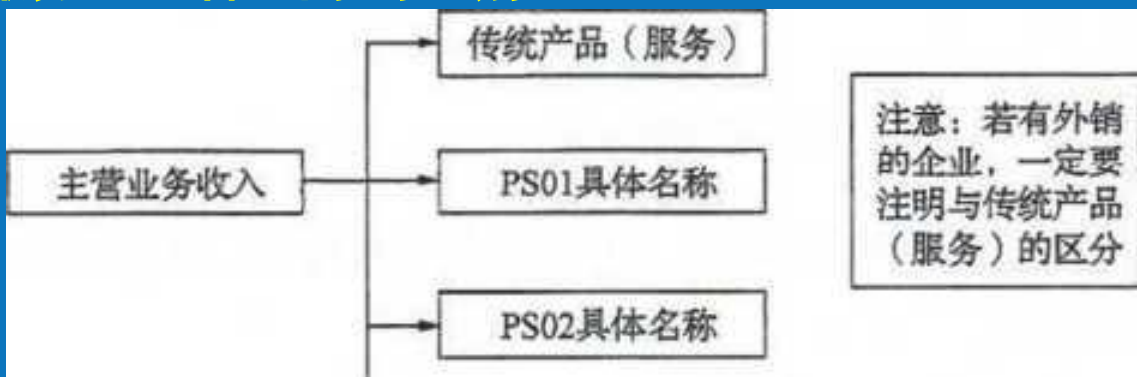 传统产品（服务）
主营业务收入
PS01具体名称
PS02具体名称
注意：若有外销
的企业，一定要
注明与传统产品
（服务）的区分